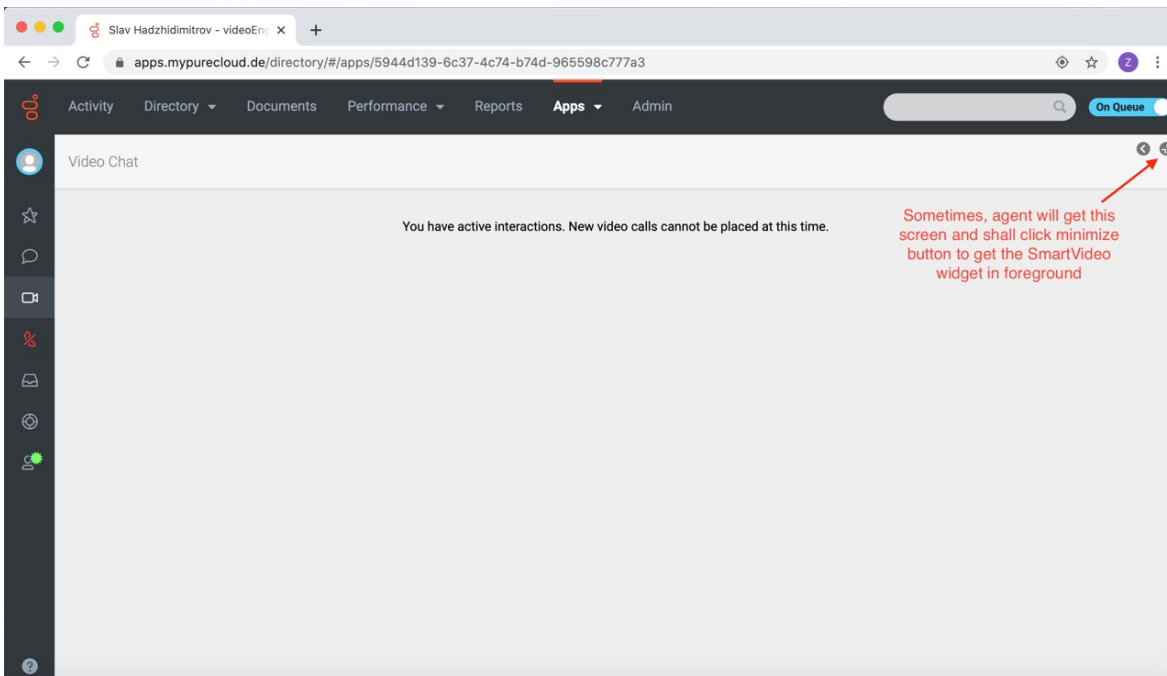 Slav Hadzhidimitrov - videoEng
apps.mypurecloud.de/directory/#/apps/5944d139-6c37-4c74-b74d-965598c777a3
Z
Activity Directory Documents Performance Reports Apps Admin
On Queue
Video Chat
You have active interactions. New video calls cannot be placed at this time.
Sometimes, agent will get this
screen and shall click minimize
button to get the SmartVideo
widget in foreground